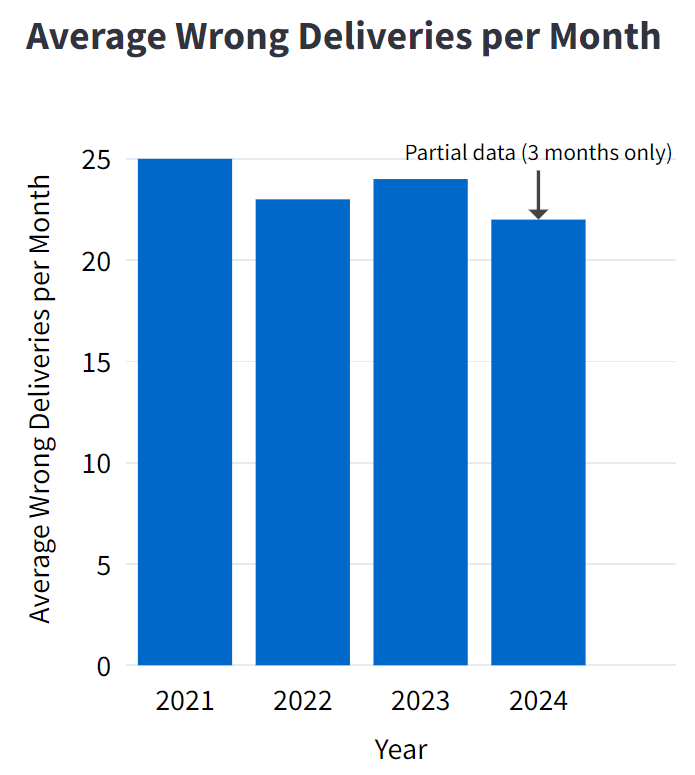 Average Wrong Deliveries per Month
Partial data (3 months only)
Average Wrong Deliveries per Month
25
20
15
10
5
0
2021 2022 2023 2024
Year